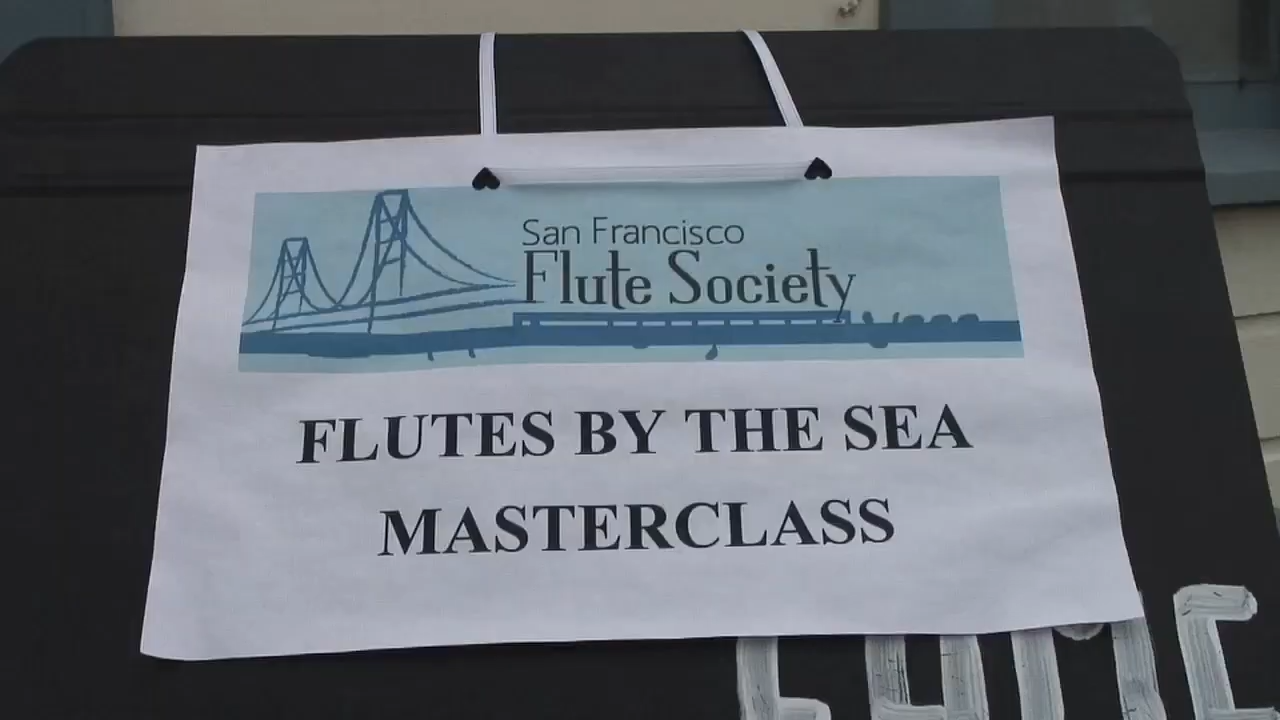 San Francisco
Flute Society
FLUTES BY THE SEA
MASTERCLASS